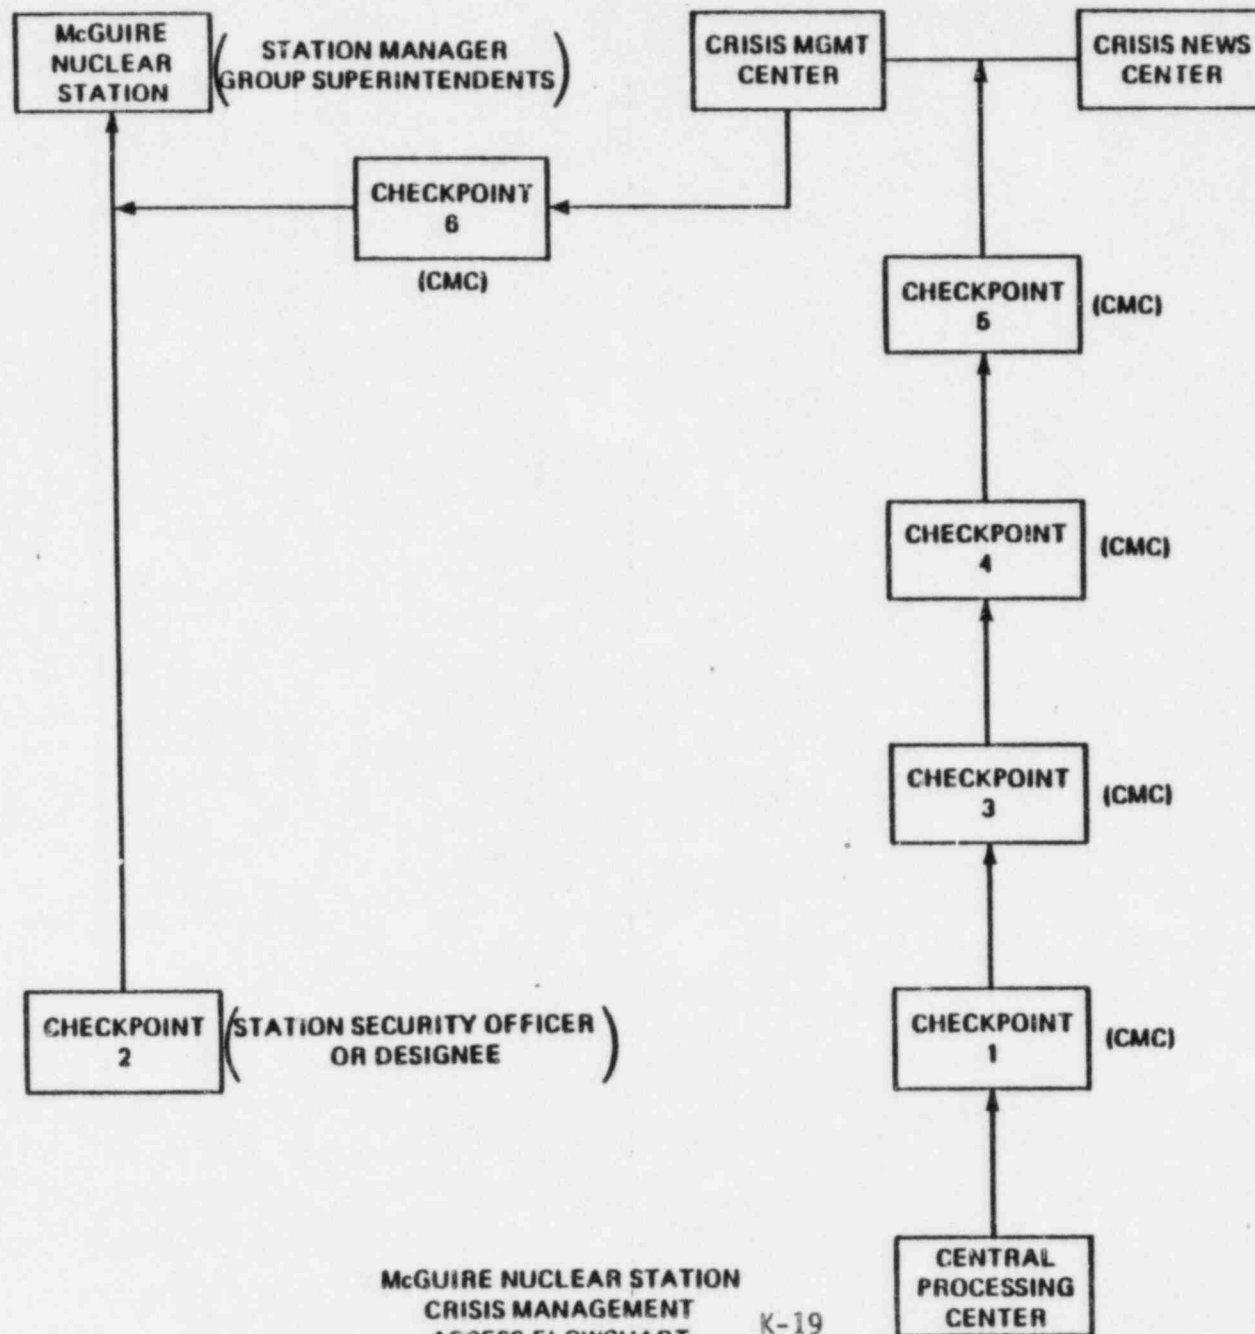 McGUIRE
NUCLEAR
STATION
(STATION MANAGER
GROUP SUPERINTENDENTS)
CRISIS MGMT
CENTER
CRISIS NEWS
CENTER
CHECKPOINT
6
(CMC)
CHECKPOINT
5
(CMC)
CHECKPOINT
4
(CMC)
CHECKPOINT
3
(CMC)
CHECKPOINT
2
(STATION SECURITY OFFICER
OR DESIGNEE)
CHECKPOINT
1
(CMC)
CENTRAL
PROCESSING
CENTER
McGUIRE NUCLEAR STATION
CRISIS MANAGEMENT
ACCESS FLOWCHART
K-19